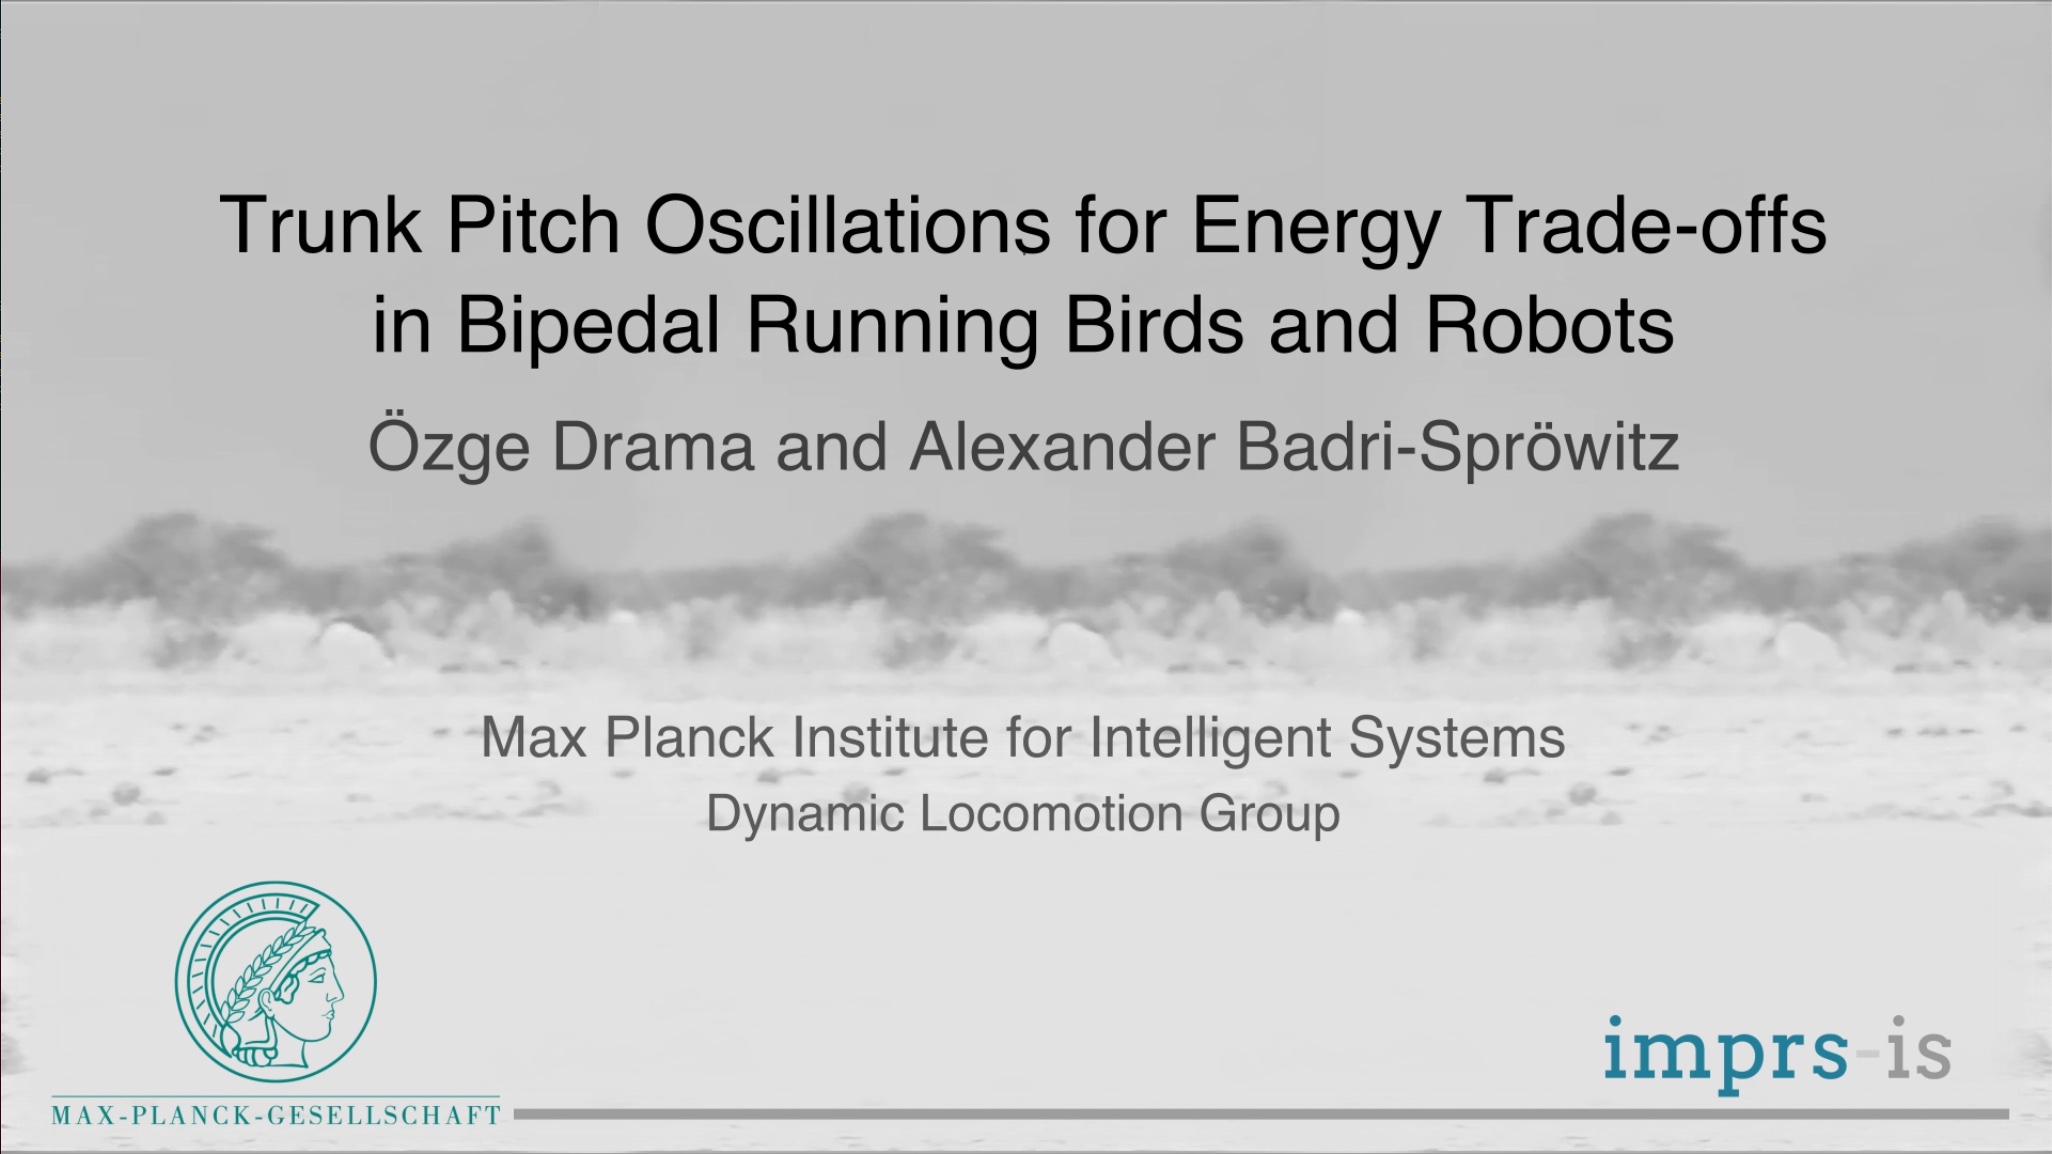 Trunk Pitch Oscillations for Energy Trade-offs
in Bipedal Running Birds and Robots
Özge Drama and Alexander Badri-Spröwitz
Max Planck Institute for Intelligent Systems
Dynamic Locomotion Group
imprs-is
MAX-PLANCK-GESELLSCHAFT